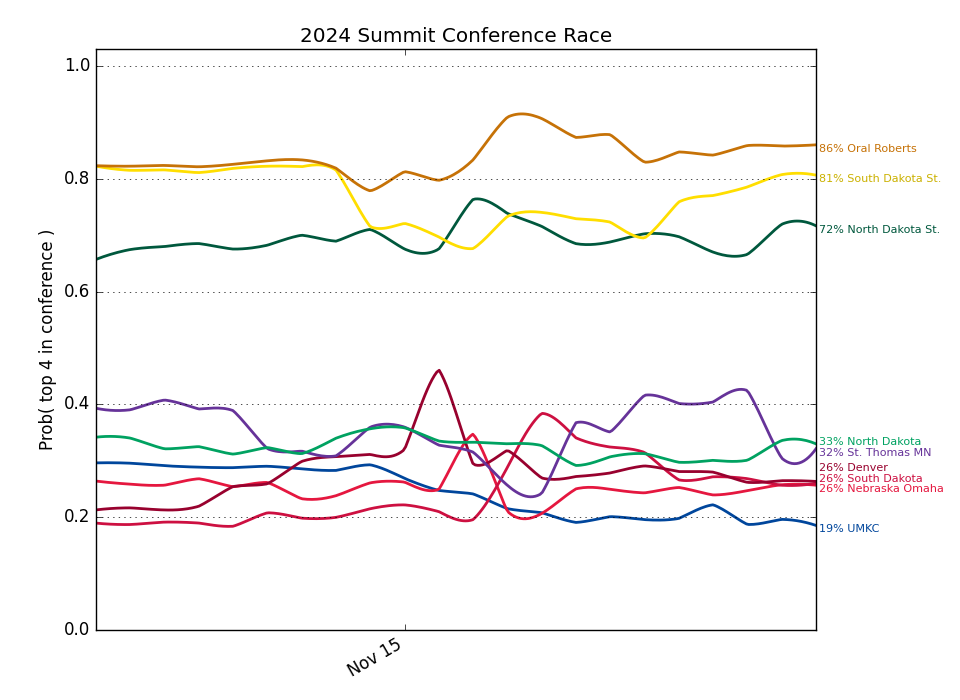 2024 Summit Conference Race
Prob( top 4 in conference )
1.0
0.8
0.6
0.4
0.2
0.0
Nov 15
86% Oral Roberts
81% South Dakota St.
72% North Dakota St.
33% North Dakota
32% St. Thomas MN
26% Denver
26% South Dakota
26% Nebraska Omaha
19% UMKC